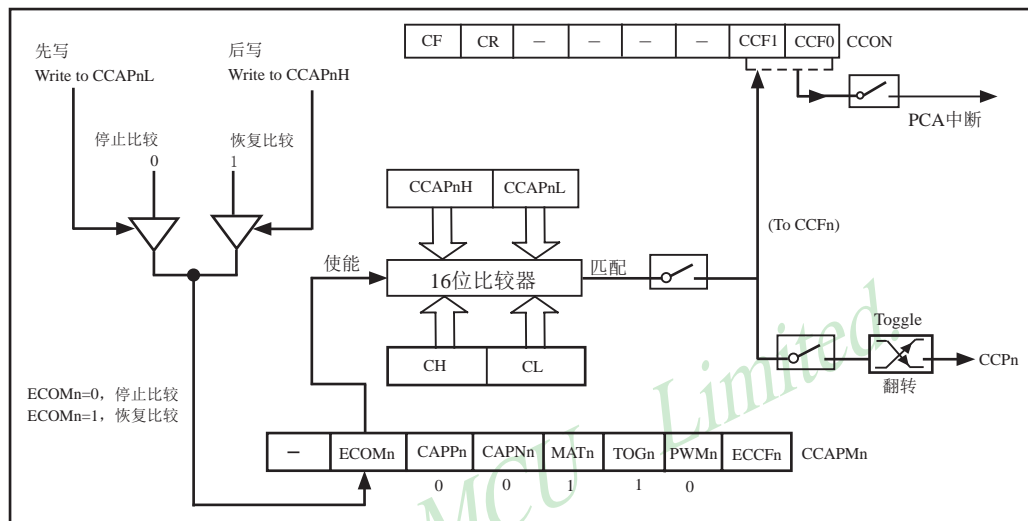 CF CR — — — — CCF1 CCF0 CCON
先写 后写
Write to CCAPnL Write to CCAPnH
PCA中断
停止比较 恢复比较
0 1
CCAPnH CCAPnL
(To CCFn)
使能 16位比较器 匹配
Toggle
CH CL
CCPn
翻转
ECOMn=0，停止比较
ECOMn=1，恢复比较
— ECOMn CAPPn CAPNn MATn TOGn PWMn ECCFn CCAPMn
0 0 1 1 0
MCU Limited.